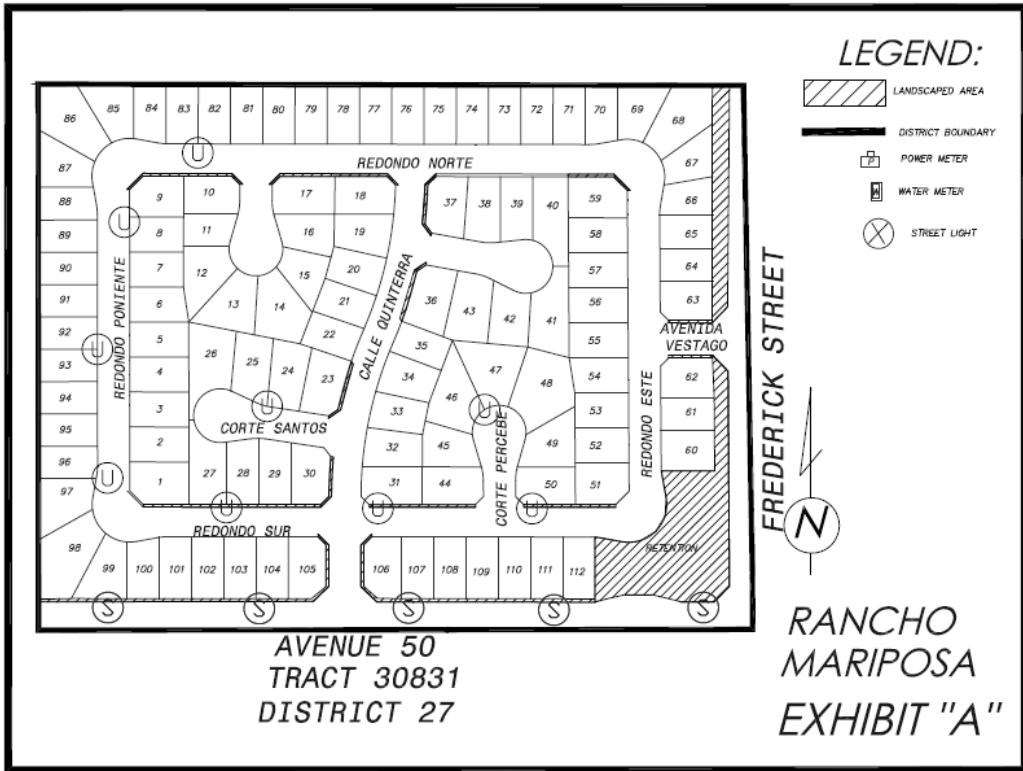 LEGEND:
LANDSCAPED AREA
DISTRICT BOUNDARY
P POWER METER
W WATER METER
X STREET LIGHT
86 85 84 83 82 81 80 79 78 77 76 75 74 73 72 71 70 69 68
87 U REDONDO NORTE 67
88 9 10 17 18 37 38 39 40 59 66
89 U 8 11 16 19 58 65
90 7 12 15 20 57 64
91 6 13 14 21 36 43 42 41 56 63
92 5 22 35 55
AVENIDA
VESTAGO
93 U 4 26 25 24 23 34 47 48 54 62
94 3 U 33 46 U 53 61
95 2 CORTE SANTOS 32 45 49 52 60
96 U 1 27 28 29 30 31 44 50 51
97 U U U
REDONDO PONIENTE
CALLE QUINTERRA
CORTE PERCEBE
REDONDO ESTE
FREDERICK STREET
REDONDO SUR
98 99 100 101 102 103 104 105 106 107 108 109 110 111 112 RETENTION
S S S S S
N
AVENUE 50
TRACT 30831
DISTRICT 27
RANCHO
MARIPOSA
EXHIBIT "A"